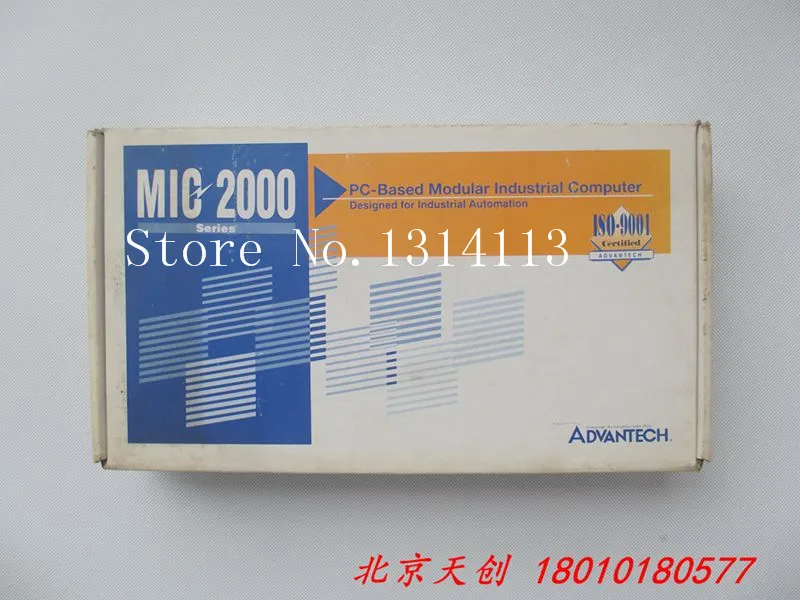 MIC 2000
Series
PC-Based Modular Industrial Computer
Designed for Industrial Automation
ISO-9001
Certified
ADVANTECH
Store No.1314113
ADVANTECH
北京天创 18010180577